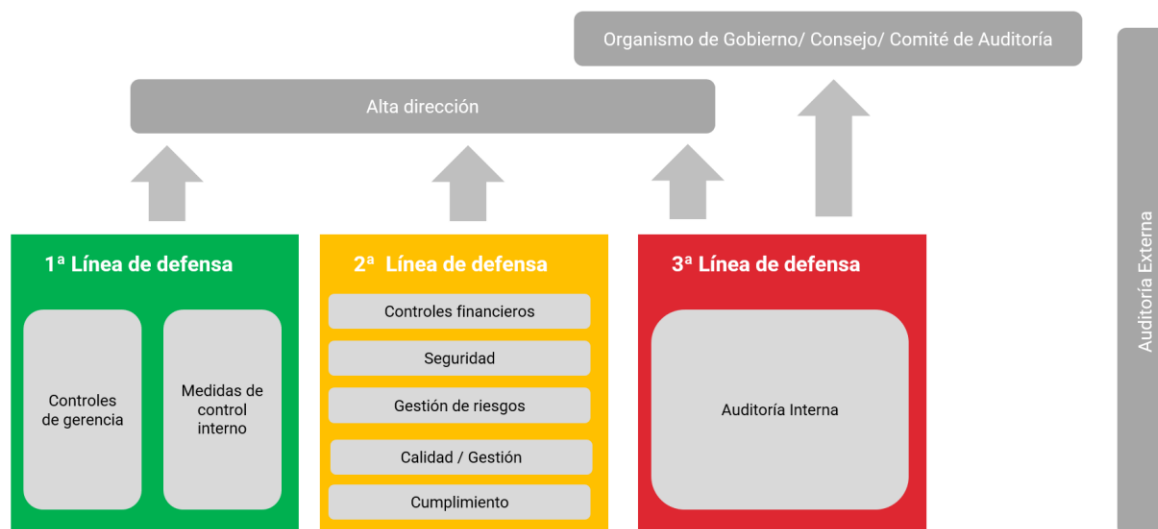 Organismo de Gobierno/ Consejo/ Comité de Auditoría
Alta dirección
1ª Línea de defensa
Controles
de gerencia
Medidas de
control
interno
2ª Línea de defensa
Controles financieros
Seguridad
Gestión de riesgos
Calidad / Gestión
Cumplimiento
3ª Línea de defensa
Auditoría Interna
Auditoría Externa